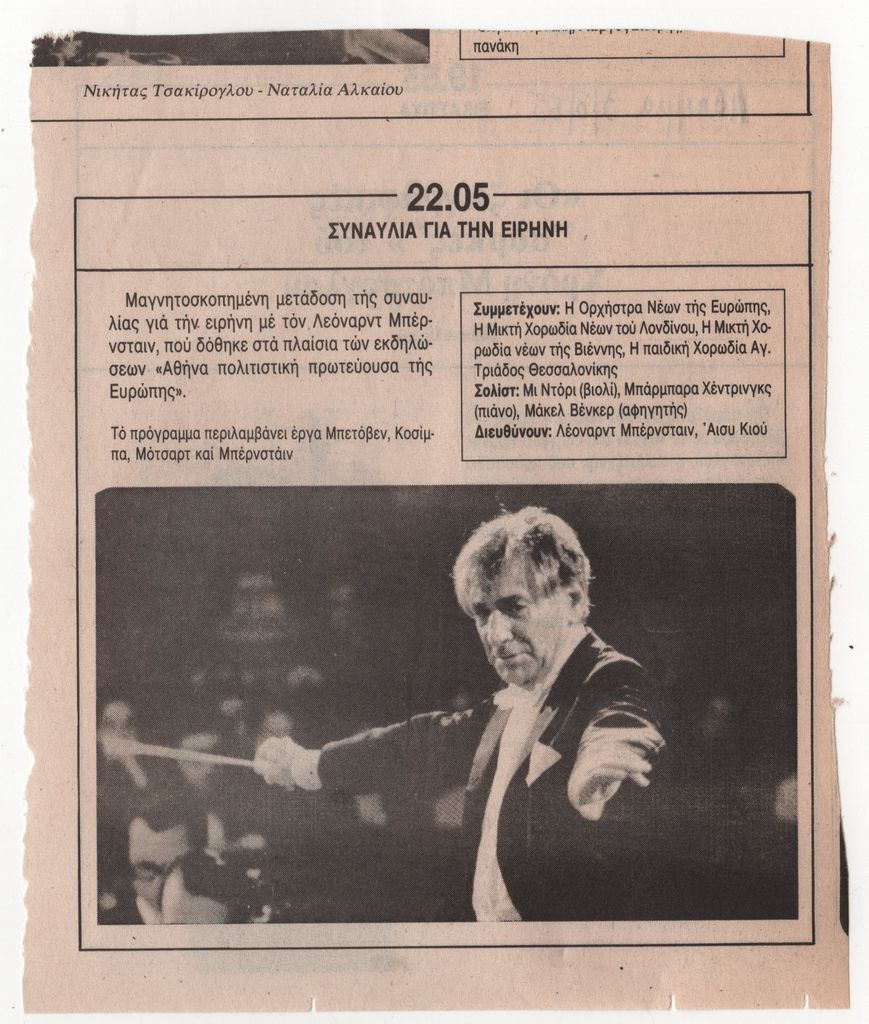 πανάκη
Νικήτας Τσακίρογλου - Ναταλία Αλκαίου
22.05
ΣΥΝΑΥΛΙΑ ΓΙΑ ΤΗΝ ΕΙΡΗΝΗ
Μαγνητοσκοπημένη μετάδοση τής συναυ-
λίας γιά τήν ειρήνη μέ τόν Λεόναρντ Μπέρ-
νσταιν, πού δόθηκε στά πλαίσια τών εκδηλώ-
σεων «Αθήνα πολιτιστική πρωτεύουσα τής
Ευρώπης».
Τό πρόγραμμα περιλαμβάνει έργα Μπετόβεν, Κοσίμ-
πα, Μότσαρτ καί Μπέρνστάιν
Συμμετέχουν: Η Ορχήστρα Νέων τής Ευρώπης,
Η Μικτή Χορωδία Νέων τού Λονδίνου, Η Μικτή Χο-
ρωδία νέων τής Βιέννης, Η παιδική Χορωδία Αγ.
Τριάδος Θεσσαλονίκης
Σολίστ: Μι Ντόρι (βιολί), Μπάρμπαρα Χέντρινγκς
(πιάνο), Μάκελ Βένκερ (αφηγητής)
Διευθύνουν: Λέοναρντ Μπέρνσταιν, Άισυ Κιού